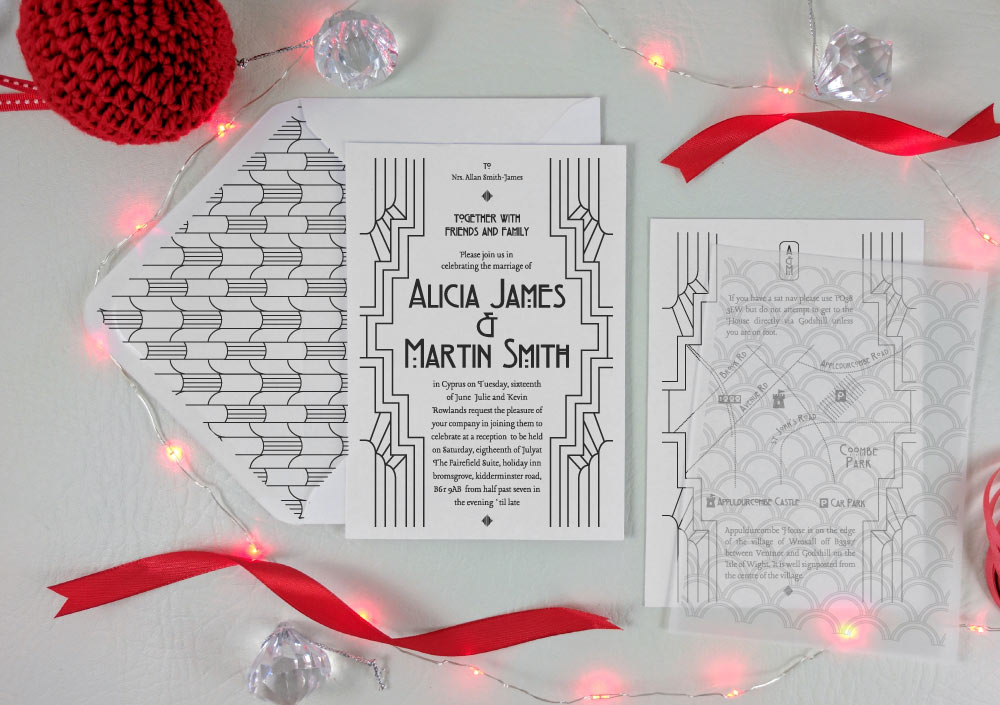 TO
Nrs. Allan Smith-James
TOGETHER WITH
FRIENDS AND FAMILY
Please join us in
celebrating the marriage of
ALICIA JAMES
&
MARTIN SMITH
in Cyprus on Tuesday, sixteenth
of June Julie and Kevin
Rowlands request the pleasure of
your company in joining them to
celebrate at a reception to be held
on Saturday, eigtheenth of Julyat
The Fairefield Suite, holiday inn
bromsgrove, kidderminster road,
B61 9AB from half past seven in
the evening 'til late
A
&
M
If you have a sat nav please use PO38
3LW but do not attempt to get to the
House directly via Godshill unless
you are on foot.
APPLEDURCOMBE ROAD
AVENUE RD
P
ST JOHN'S ROAD
COOMBE
PARK
APPULDURCOMBE CASTLE
P CAR PARK
Appuldurcombe House is on the edge
of the village of Wroxall off B3327
between Ventnor and Godshill on the
Isle of Wight. It is well signposted from
the centre of the village.